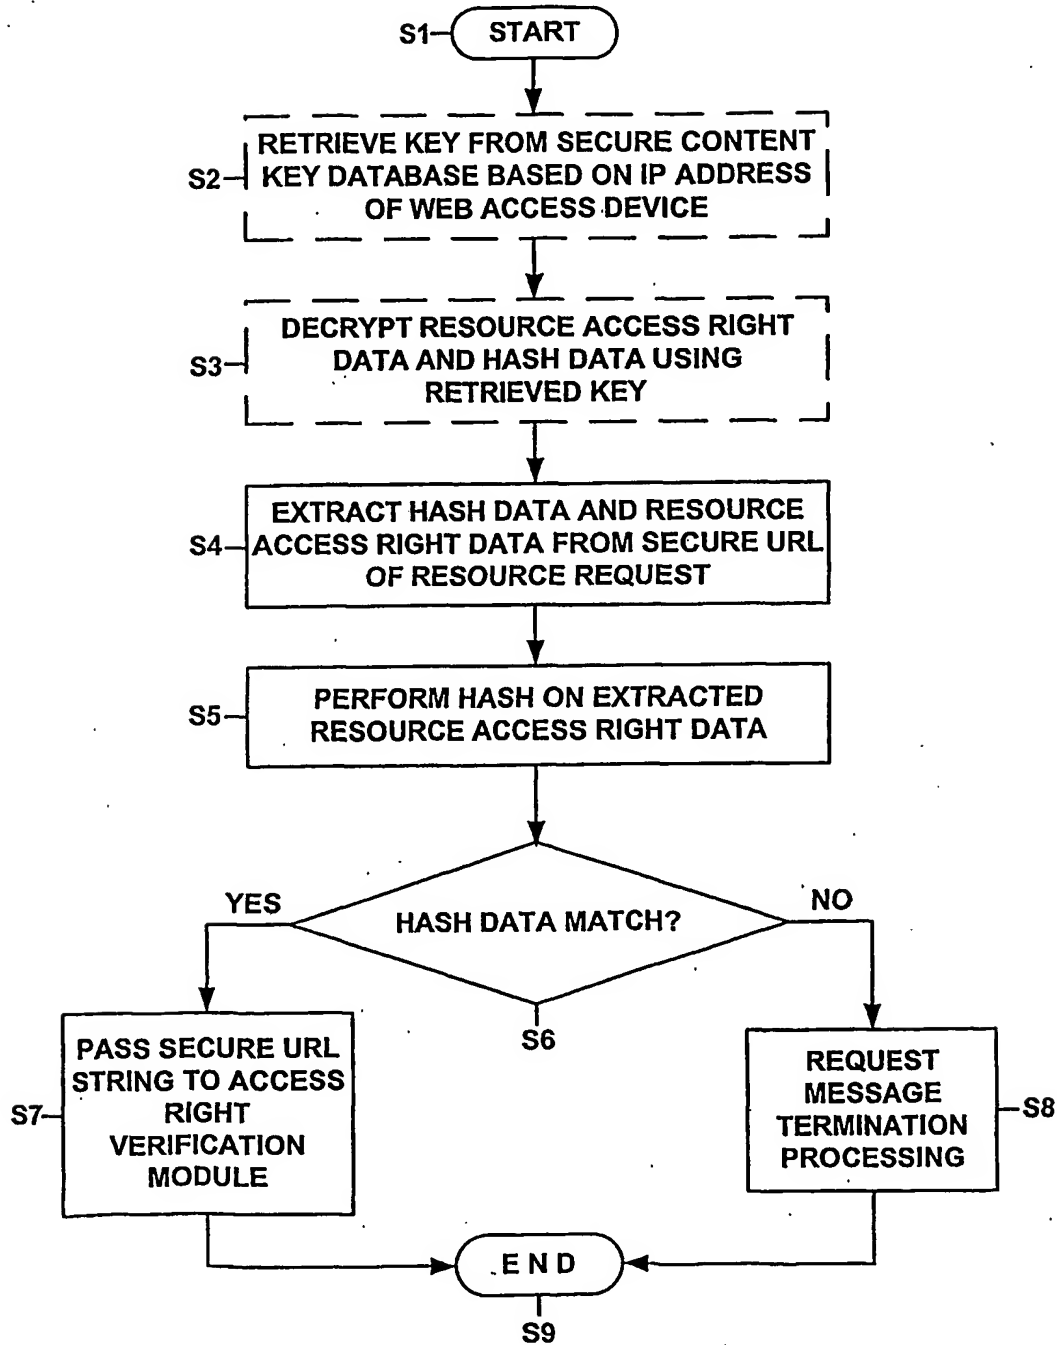 S1
START
RETRIEVE KEY FROM SECURE CONTENT
KEY DATABASE BASED ON IP ADDRESS
OF WEB ACCESS DEVICE
S2
DECRYPT RESOURCE ACCESS RIGHT
DATA AND HASH DATA USING
RETRIEVED KEY
S3
EXTRACT HASH DATA AND RESOURCE
ACCESS RIGHT DATA FROM SECURE URL
OF RESOURCE REQUEST
S4
PERFORM HASH ON EXTRACTED
RESOURCE ACCESS RIGHT DATA
S5
YES
HASH DATA MATCH?
NO
S6
PASS SECURE URL
STRING TO ACCESS
RIGHT
VERIFICATION
MODULE
S7
REQUEST
MESSAGE
TERMINATION
PROCESSING
S8
END
S9